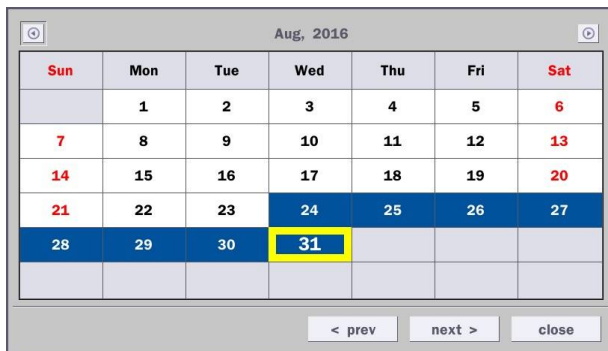 Aug, 2016
Sun Mon Tue Wed Thu Fri Sat
1 2 3 4 5 6
7 8 9 10 11 12 13
14 15 16 17 18 19 20
21 22 23 24 25 26 27
28 29 30 31
< prev next > close